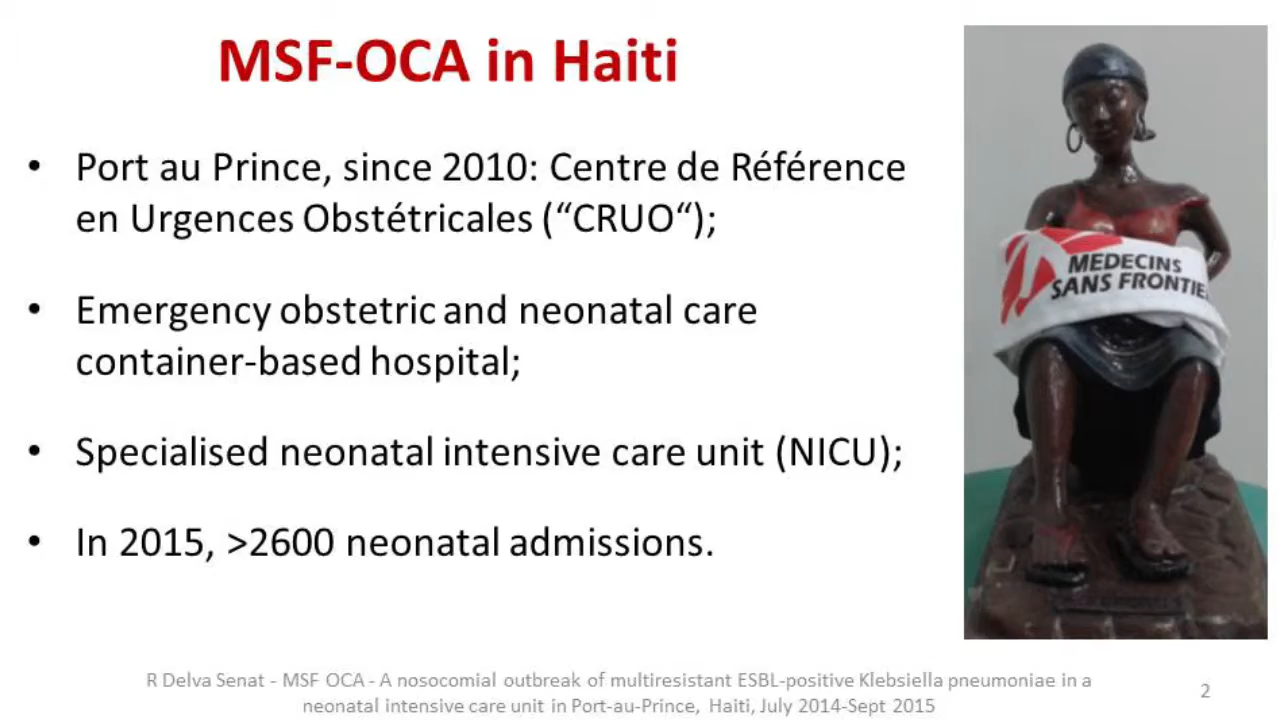 MSF-OCA in Haiti
• Port au Prince, since 2010: Centre de Référence
en Urgences Obstétricales (“CRUO“);
• Emergency obstetric and neonatal care
container-based hospital;
• Specialised neonatal intensive care unit (NICU);
• In 2015, >2600 neonatal admissions.
MEDECINS
SANS FRONTIE
R Delva Senat - MSF OCA - A nosocomial outbreak of multiresistant ESBL-positive Klebsiella pneumoniae in a
neonatal intensive care unit in Port-au-Prince, Haiti, July 2014-Sept 2015
2